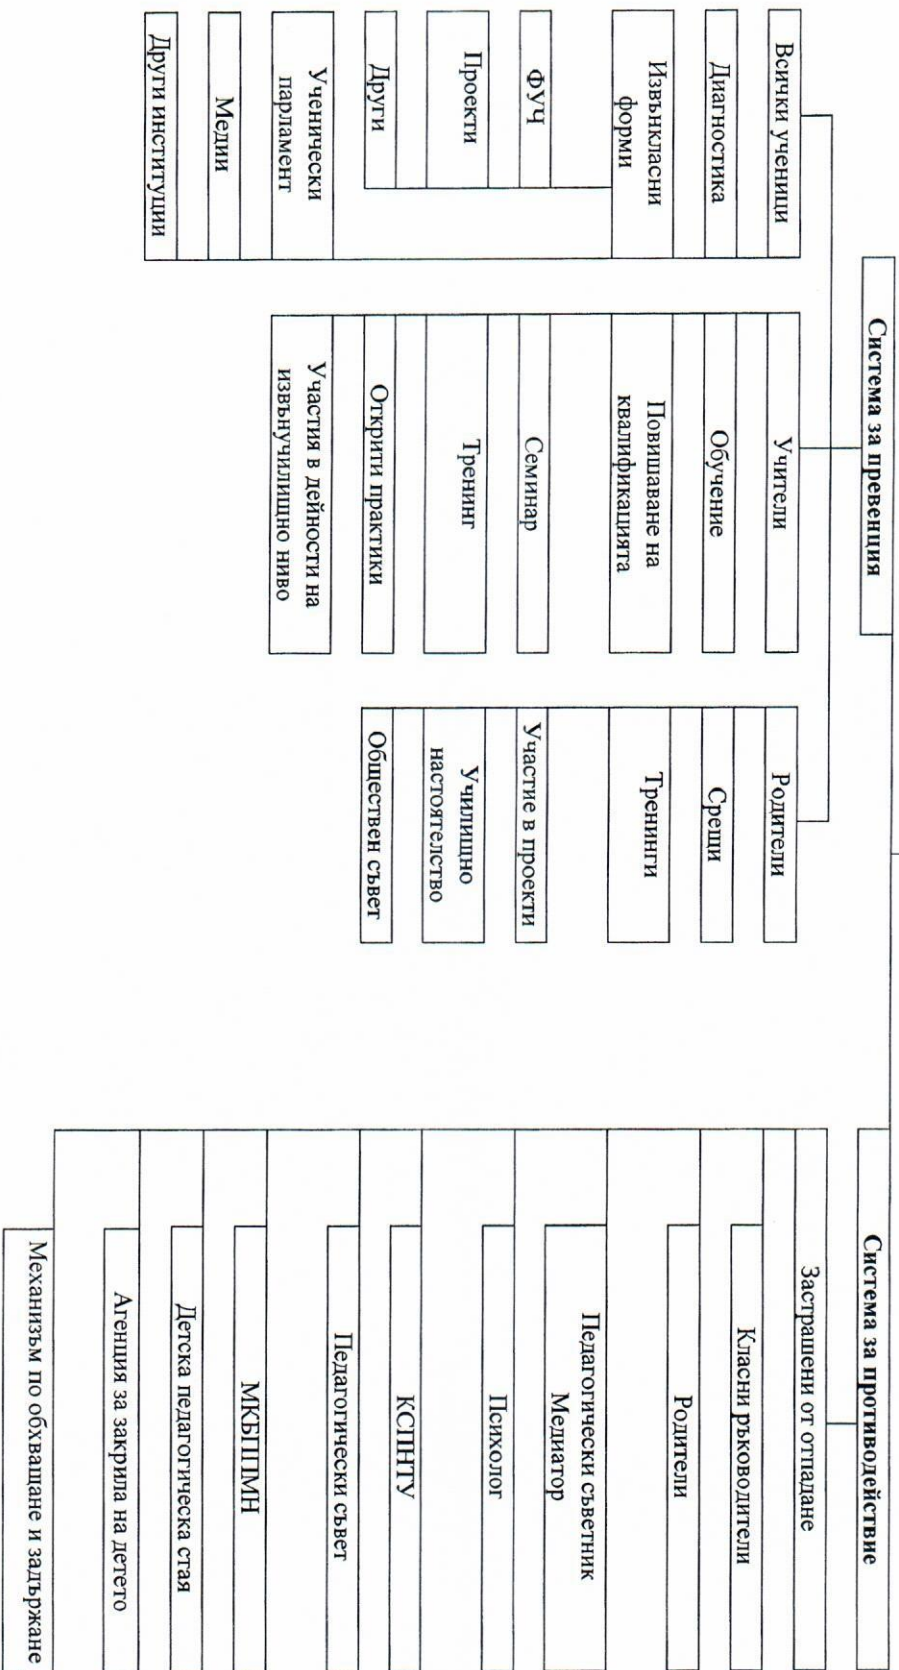 Система за превенция
Всички ученици
Диагностика
Извънкласни
форми
ФУЧ
Проекти
Други
Ученически
парламент
Медии
Други институции
Учители
Обучение
Повишаване на
квалификацията
Семинар
Тренинг
Открити практики
Участия в дейности на
извънучилищно ниво
Родители
Срещи
Тренинги
Участие в проекти
Училищно
настоятелство
Обществен съвет
Система за противодействие
Застрашени от отпадане
Класни ръководители
Родители
Педагогически съветник
Медиатор
Психолог
КСПНТУ
Педагогически съвет
МКБППМН
Детска педагогическа стая
Агенция за закрила на детето
Механизъм по обхващане и задържане